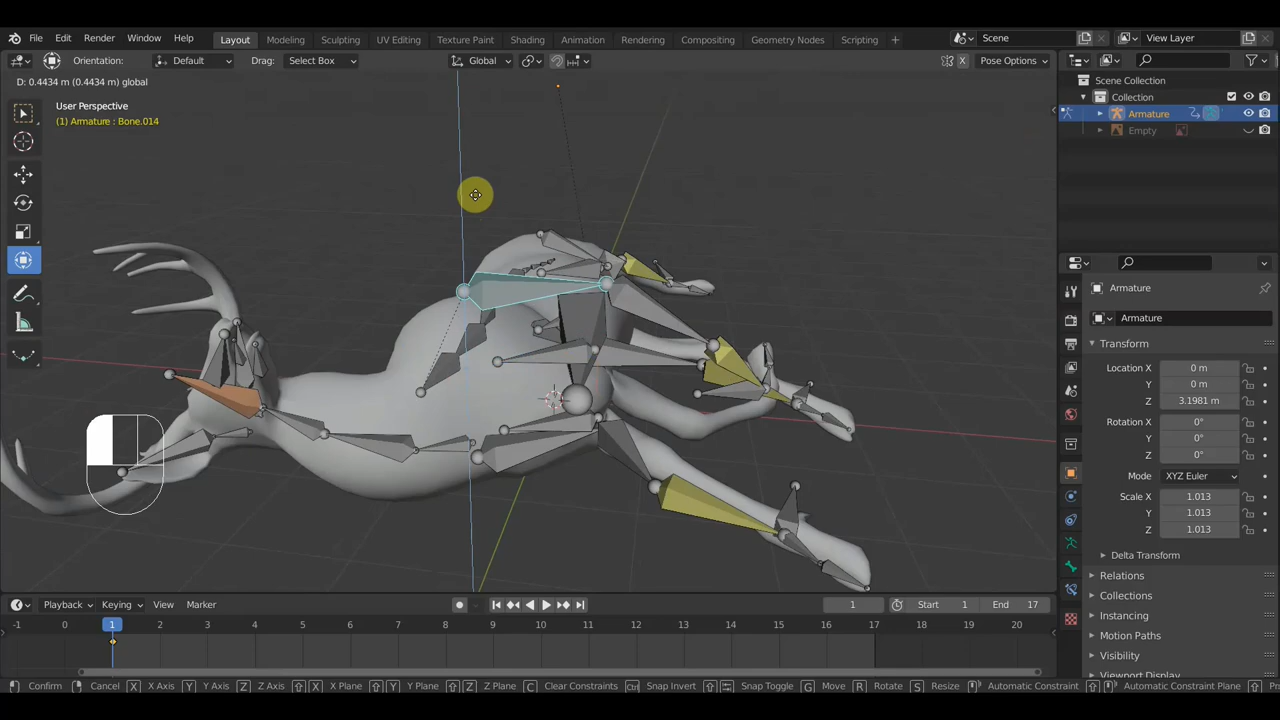 File Edit Render Window Help Layout Modeling Sculpting UV Editing Texture Paint Shading Animation Rendering Compositing Geometry Nodes Scripting + Scene View Layer
Orientation: Default Drag: Select Box Global X Pose Options
D: 0.4434 m (0.4434 m) global
User Perspective
(1) Armature : Bone.014
Scene Collection
Collection
Armature
Empty
Armature
Armature
Transform
Location X 0 m
Y 0 m
Z 3.1981 m
Rotation X 0°
Y 0°
Z 0°
Mode XYZ Euler
Scale X 1.013
Y 1.013
Z 1.013
Delta Transform
Relations
Collections
Instancing
Motion Paths
Visibility
Viewport Display
Playback Keying View Marker 1 Start 1 End 17
-1 0 1 2 3 4 5 6 7 8 9 10 11 12 13 14 15 16 17 18 19 20
Confirm Cancel X X Axis Y Y Axis Z Z Axis X X Plane Y Y Plane Z Z Plane C Clear Constraints Ctrl Snap Invert Snap Toggle G Move R Rotate S Resize Automatic Constraint Automatic Constraint Plane